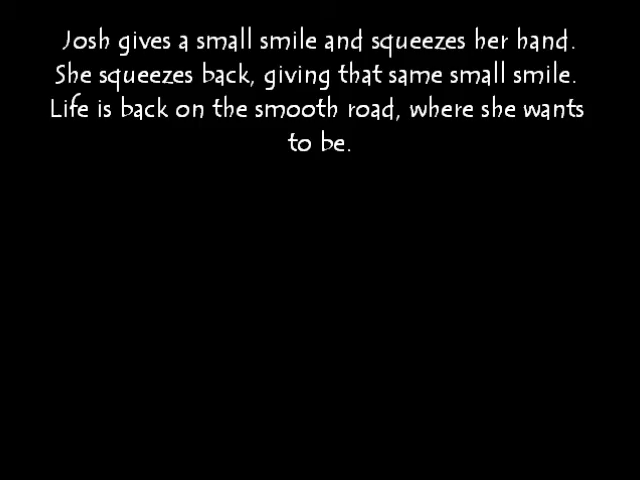 Josh gives a small smile and squeezes her hand.
She squeezes back, giving that same small smile.
Life is back on the smooth road, where she wants
to be.